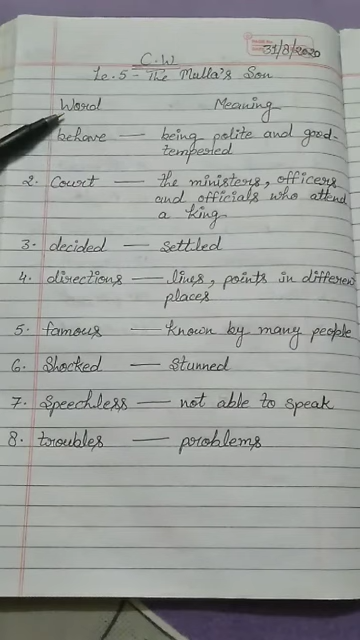 31/8/2020
C.W
Le. 5 - The Mulla's Son
Word Meaning
behave — being polite and good-
tempered
2. Court — the ministers, officers
and officials who attend
a king
3. decided — settled
4. directions — lines, points in different
places
5. famous — known by many people
6. Shocked — stunned
7. Speechless — not able to speak
8. troubles — problems